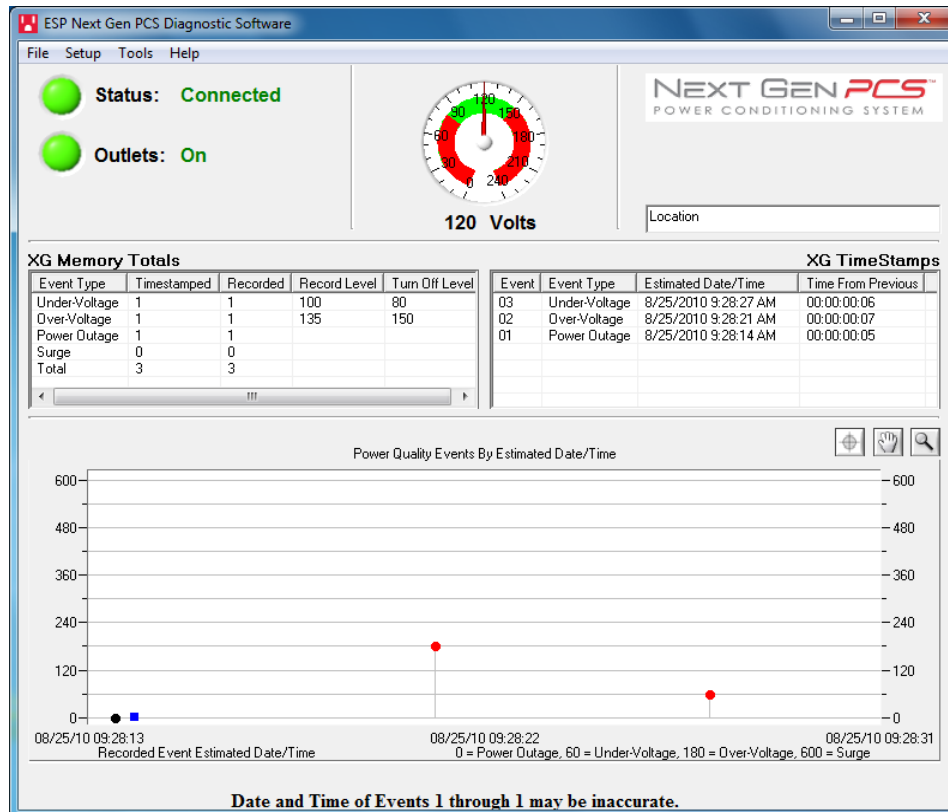 ESP Next Gen PCS Diagnostic Software
File Setup Tools Help
Status: Connected
Outlets: On
0 30 60 90 120 150 180 210 240
120 Volts
NEXT GEN PCS™
POWER CONDITIONING SYSTEM
Location
XG Memory Totals
Event Type Timestamped Recorded Record Level Turn Off Level
Under-Voltage 1 1 100 80
Over-Voltage 1 1 135 150
Power Outage 1 1
Surge 0 0
Total 3 3
XG TimeStamps
Event Event Type Estimated Date/Time Time From Previous
03 Under-Voltage 8/25/2010 9:28:27 AM 00:00:00:06
02 Over-Voltage 8/25/2010 9:28:21 AM 00:00:00:07
01 Power Outage 8/25/2010 9:28:14 AM 00:00:00:05
Power Quality Events By Estimated Date/Time
600 600
480 480
360 360
240 240
120 120
0 0
08/25/10 09:28:13 08/25/10 09:28:22 08/25/10 09:28:31
Recorded Event Estimated Date/Time 0 = Power Outage, 60 = Under-Voltage, 180 = Over-Voltage, 600 = Surge
Date and Time of Events 1 through 1 may be inaccurate.